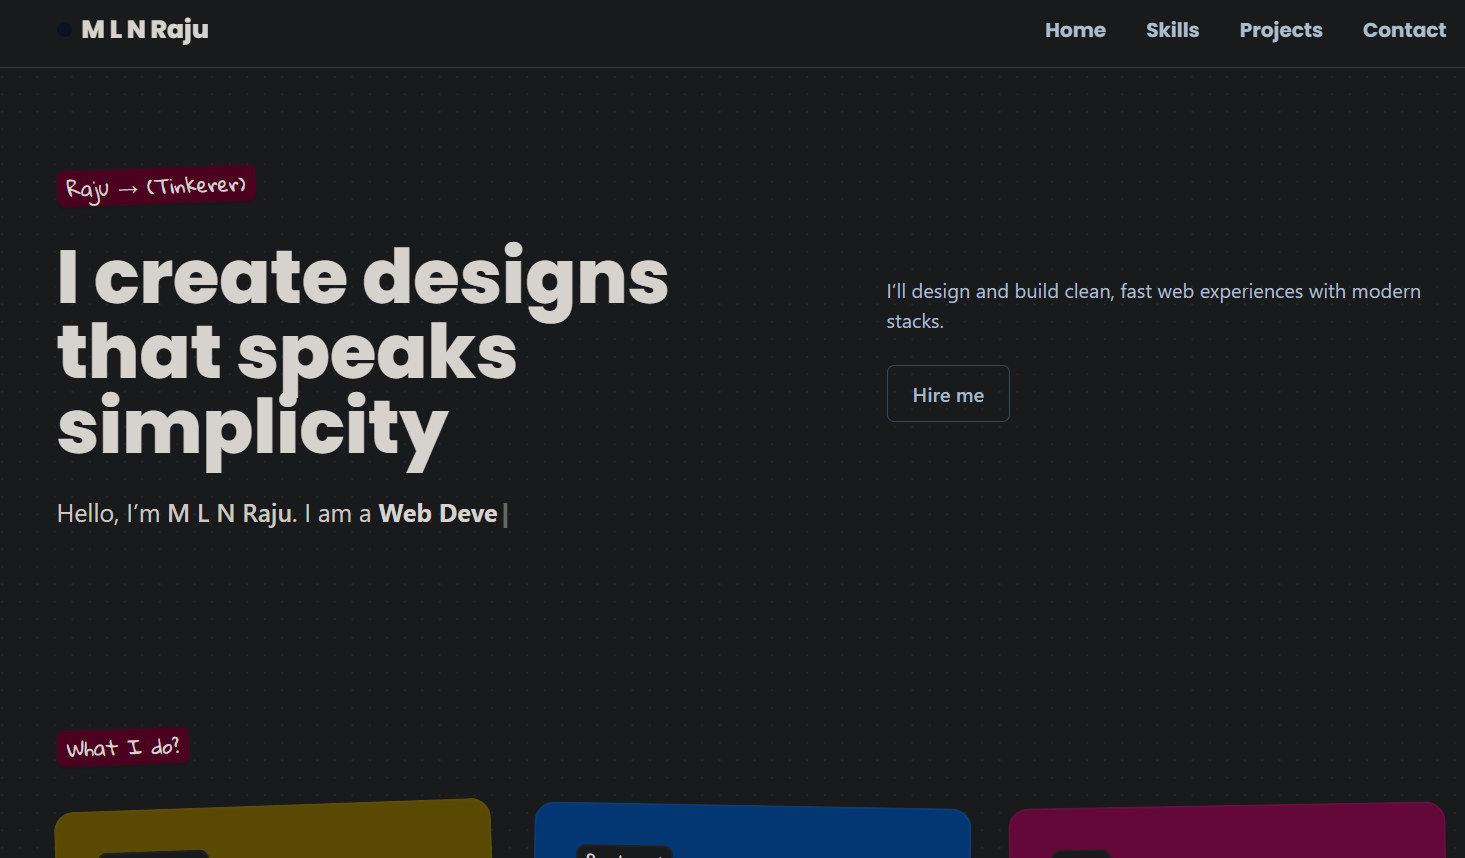 M L N Raju
Home
Skills
Projects
Contact
Raju → (Tinkerer)
I create designs
that speaks
simplicity
I’ll design and build clean, fast web experiences with modern
stacks.
Hire me
Hello, I’m M L N Raju. I am a Web Deve|
What I do?